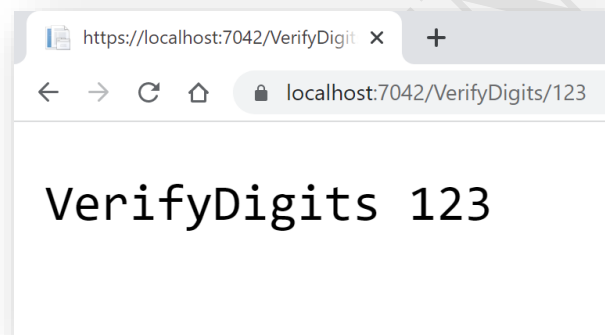 https://localhost:7042/VerifyDigit
localhost:7042/VerifyDigits/123
VerifyDigits 123